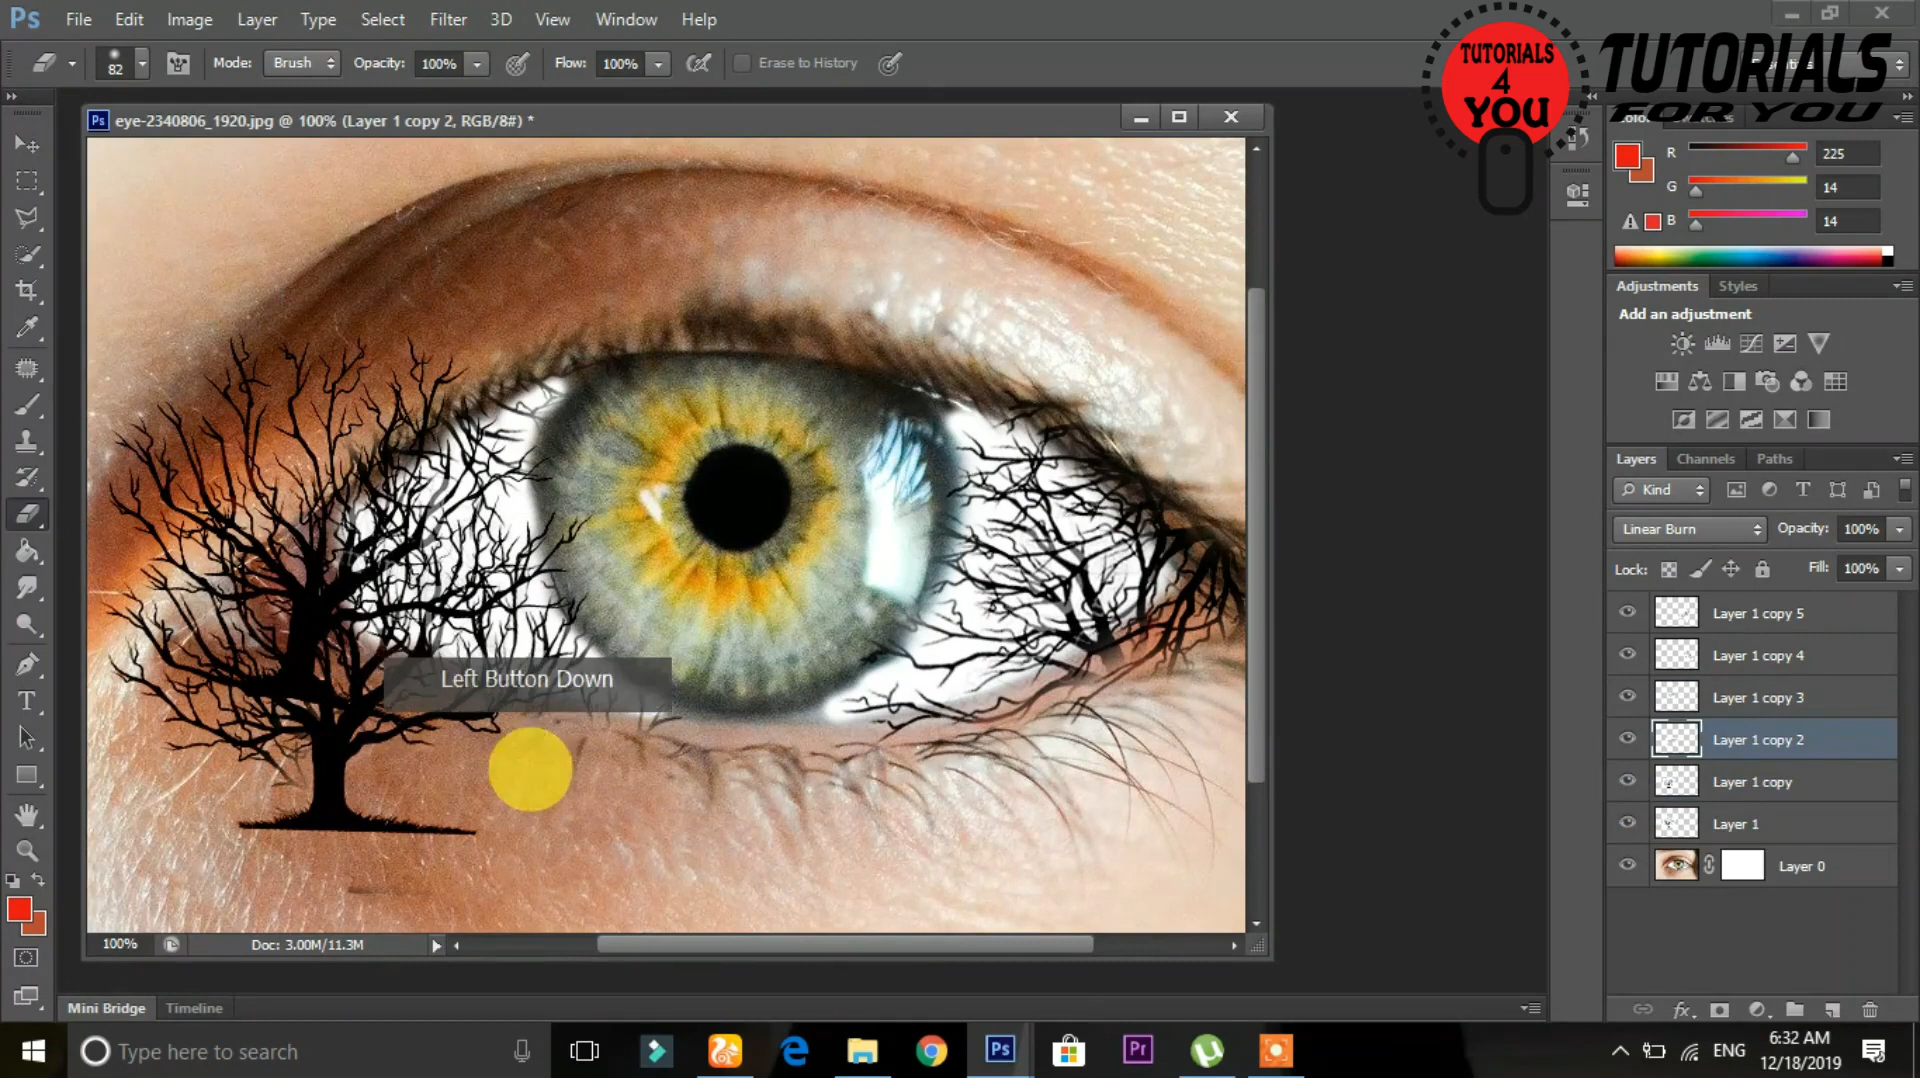 Ps File Edit Image Layer Type Select Filter 3D View Window Help
82 Mode: Brush Opacity: 100% Flow: 100% Erase to History
TUTORIALS
4
YOU
TUTORIALS
FOR YOU
Ps eye-2340806_1920.jpg @ 100% (Layer 1 copy 2, RGB/8#) *
R 225
G 14
B 14
Adjustments Styles
Add an adjustment
Layers Channels Paths
Kind
Linear Burn Opacity: 100%
Lock: Fill: 100%
Layer 1 copy 5
Layer 1 copy 4
Layer 1 copy 3
Layer 1 copy 2
Layer 1 copy
Layer 1
Layer 0
Left Button Down
100% Doc: 3.00M/11.3M
Mini Bridge Timeline
Type here to search
Ps Pr
ENG
6:32 AM
12/18/2019